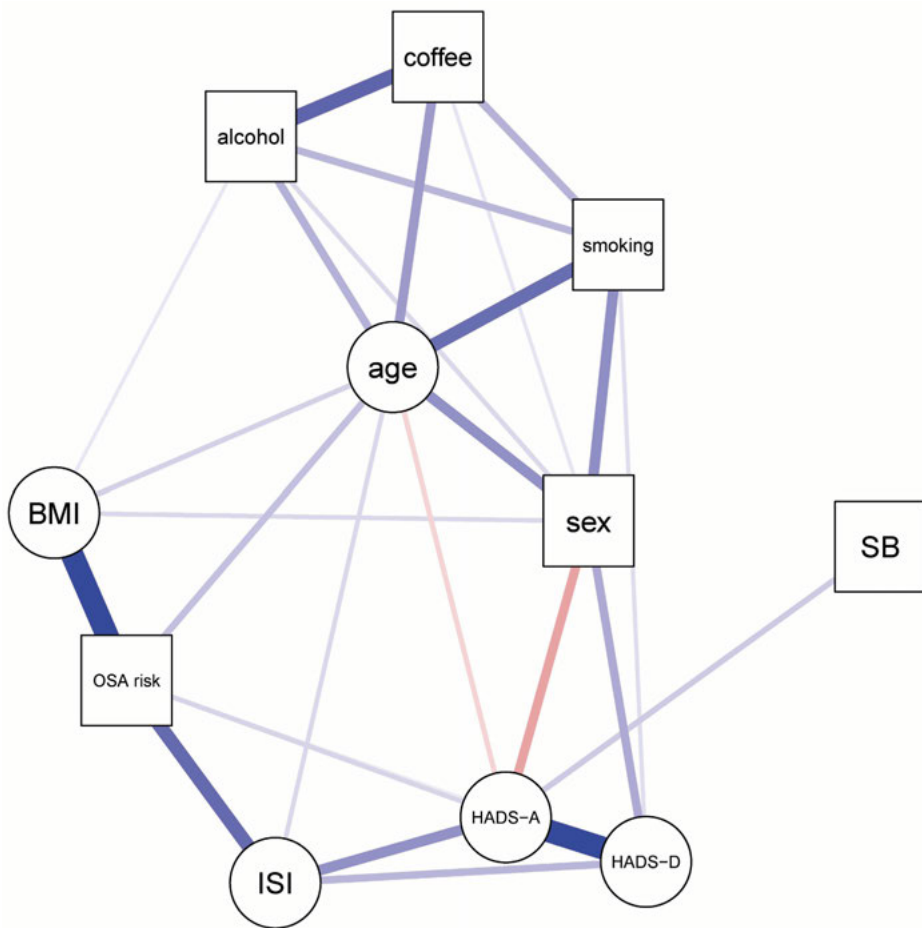 coffee
alcohol
smoking
age
BMI
sex
SB
OSA risk
HADS−A
HADS−D
ISI